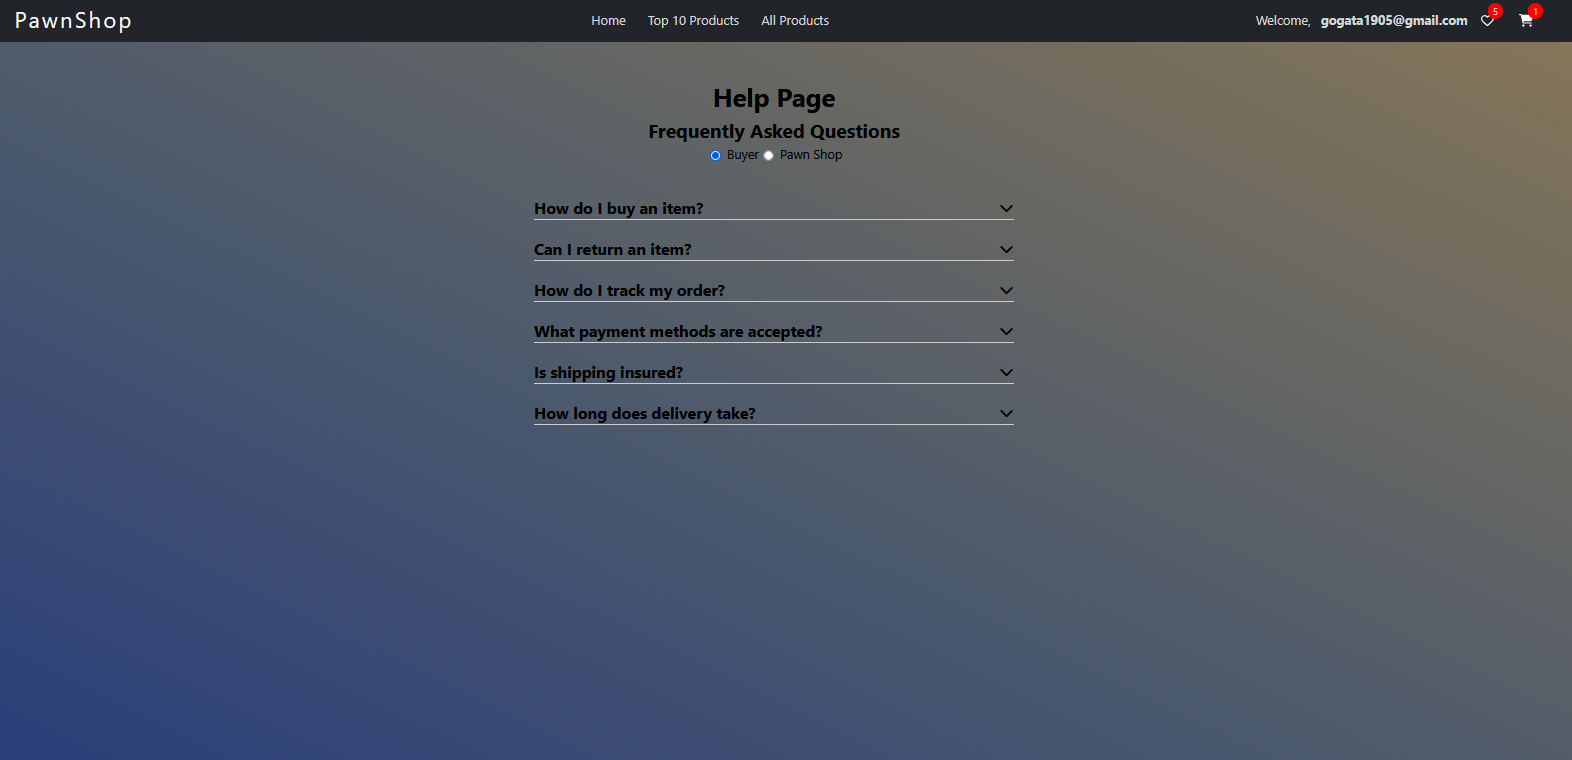 PawnShop Home Top 10 Products All Products Welcome, gogata1905@gmail.com 5 1
Help Page
Frequently Asked Questions
Buyer Pawn Shop
How do I buy an item?
Can I return an item?
How do I track my order?
What payment methods are accepted?
Is shipping insured?
How long does delivery take?